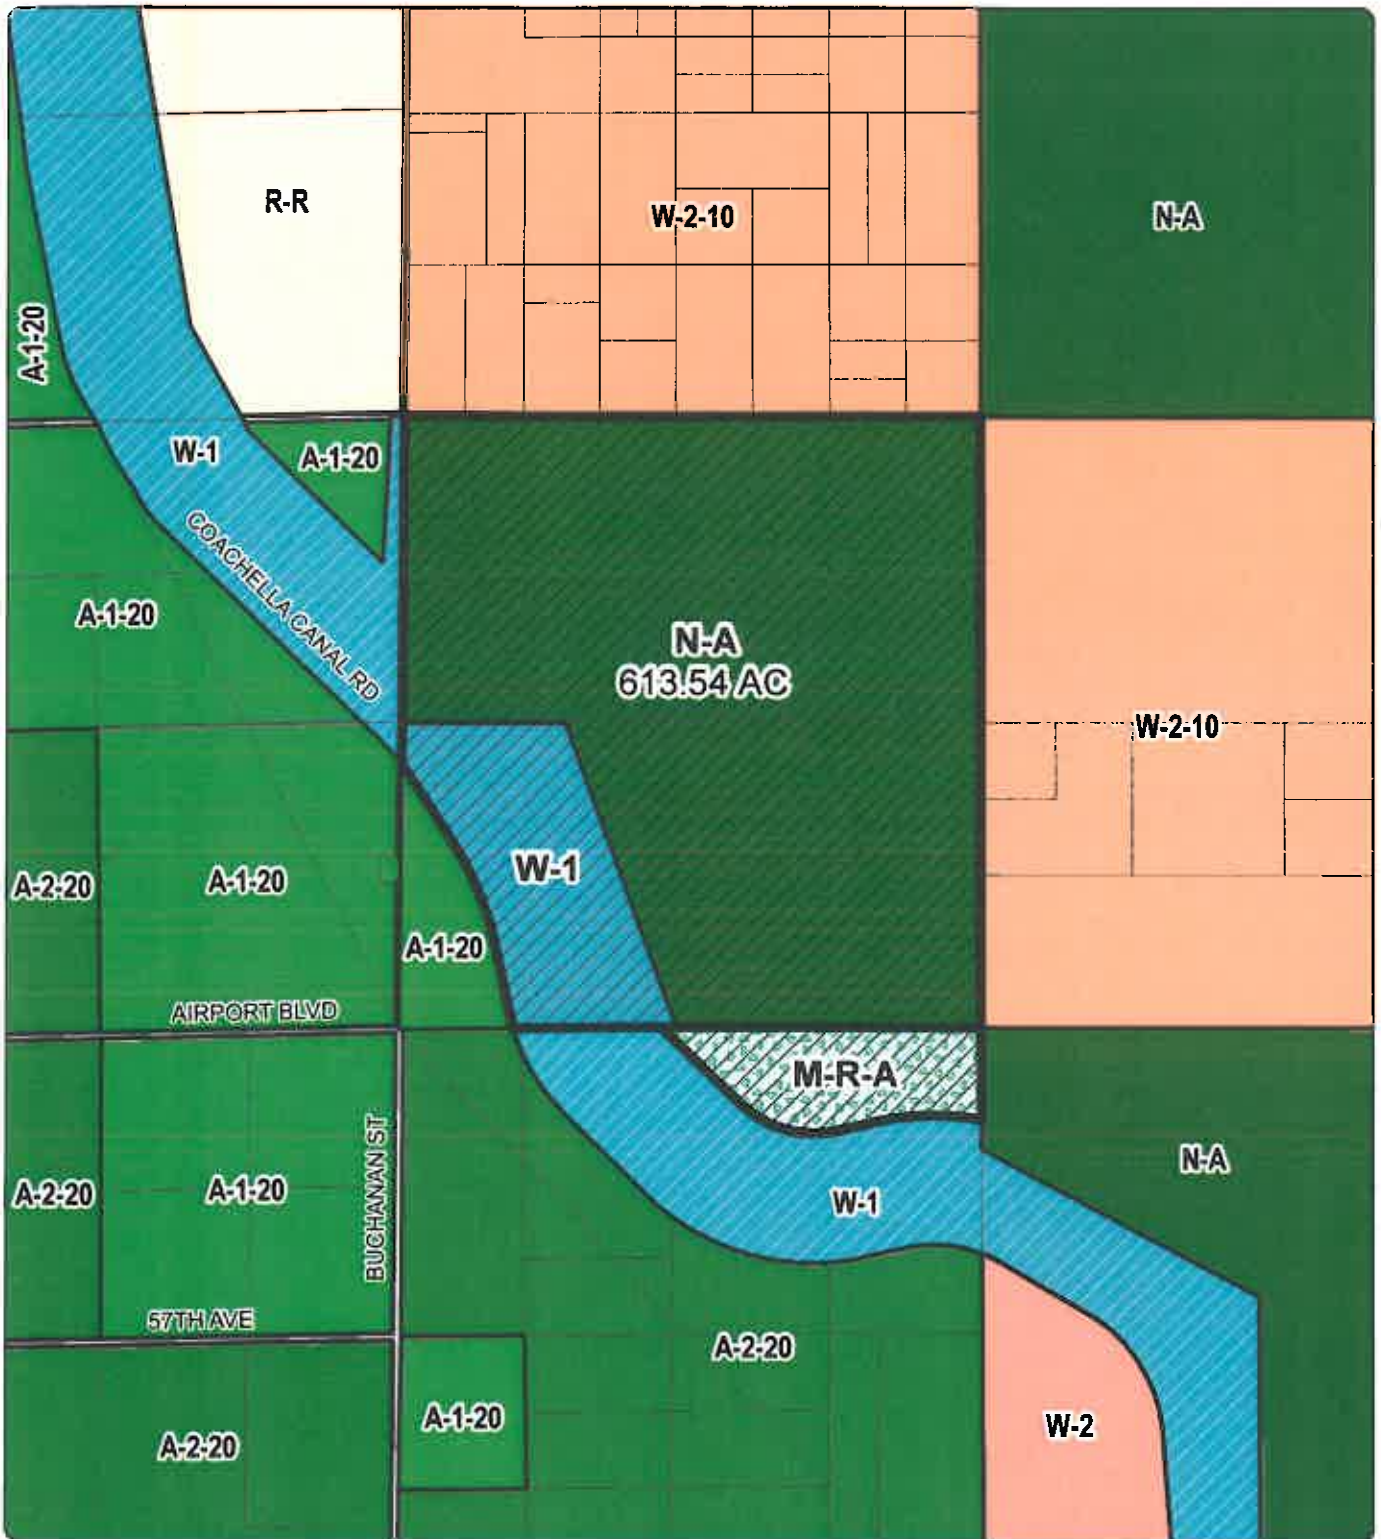 R-R
W-2-10
N-A
A-1-20
W-1
A-1-20
COACHELLA CANAL RD
A-1-20
N-A
613.54 AC
W-2-10
A-2-20
A-1-20
W-1
A-1-20
AIRPORT BLVD
M-R-A
BUCHANAN ST
A-2-20
A-1-20
W-1
N-A
57TH AVE
A-2-20
A-1-20
W-2
A-2-20